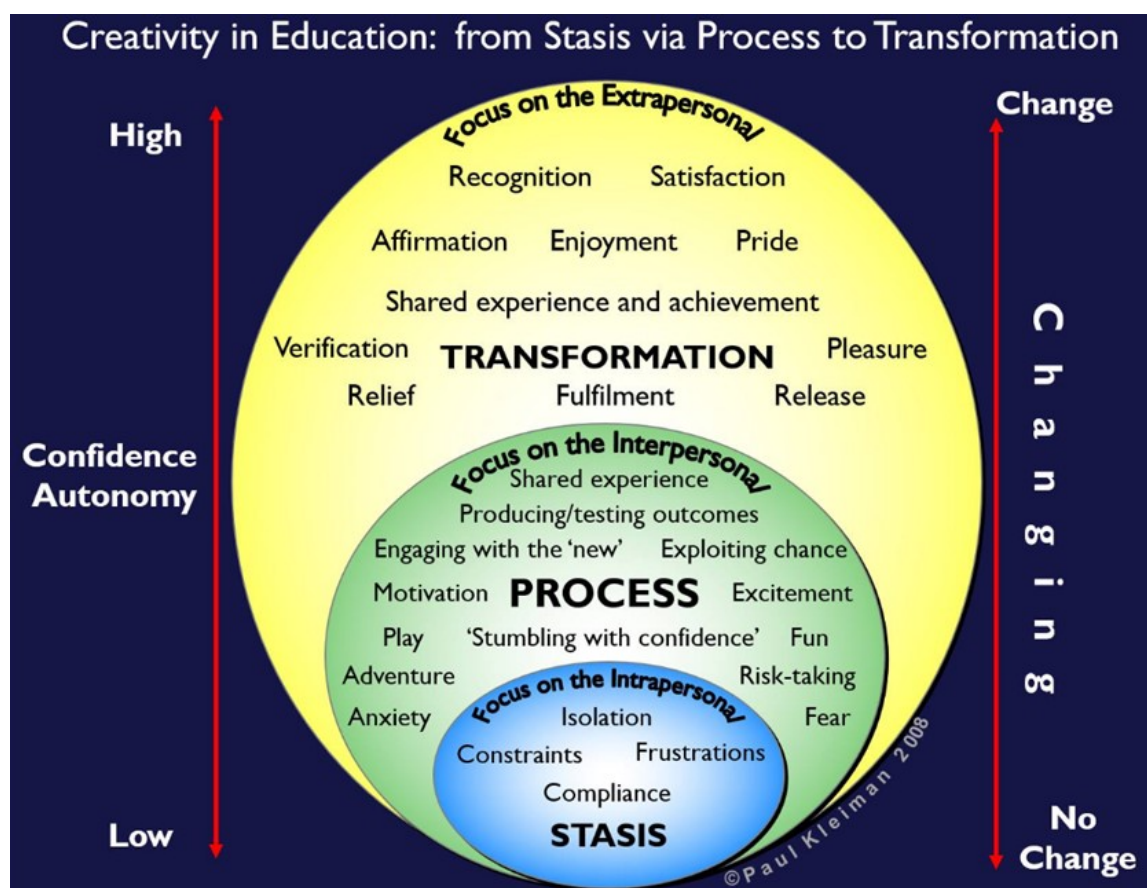 Creativity in Education: from Stasis via Process to Transformation
High
Change
Focus on the Extrapersonal
Recognition Satisfaction
Affirmation Enjoyment Pride
Shared experience and achievement
Verification TRANSFORMATION Pleasure
Relief Fulfilment Release
Confidence
Autonomy
Changing
Focus on the Interpersonal
Shared experience
Producing/testing outcomes
Engaging with the ‘new’ Exploiting chance
Motivation PROCESS Excitement
Play ‘Stumbling with confidence’ Fun
Adventure Risk-taking
Anxiety Fear
Focus on the Intrapersonal
Isolation
Constraints Frustrations
Compliance
STASIS
Low
No
Change
©Paul Kleiman 2008